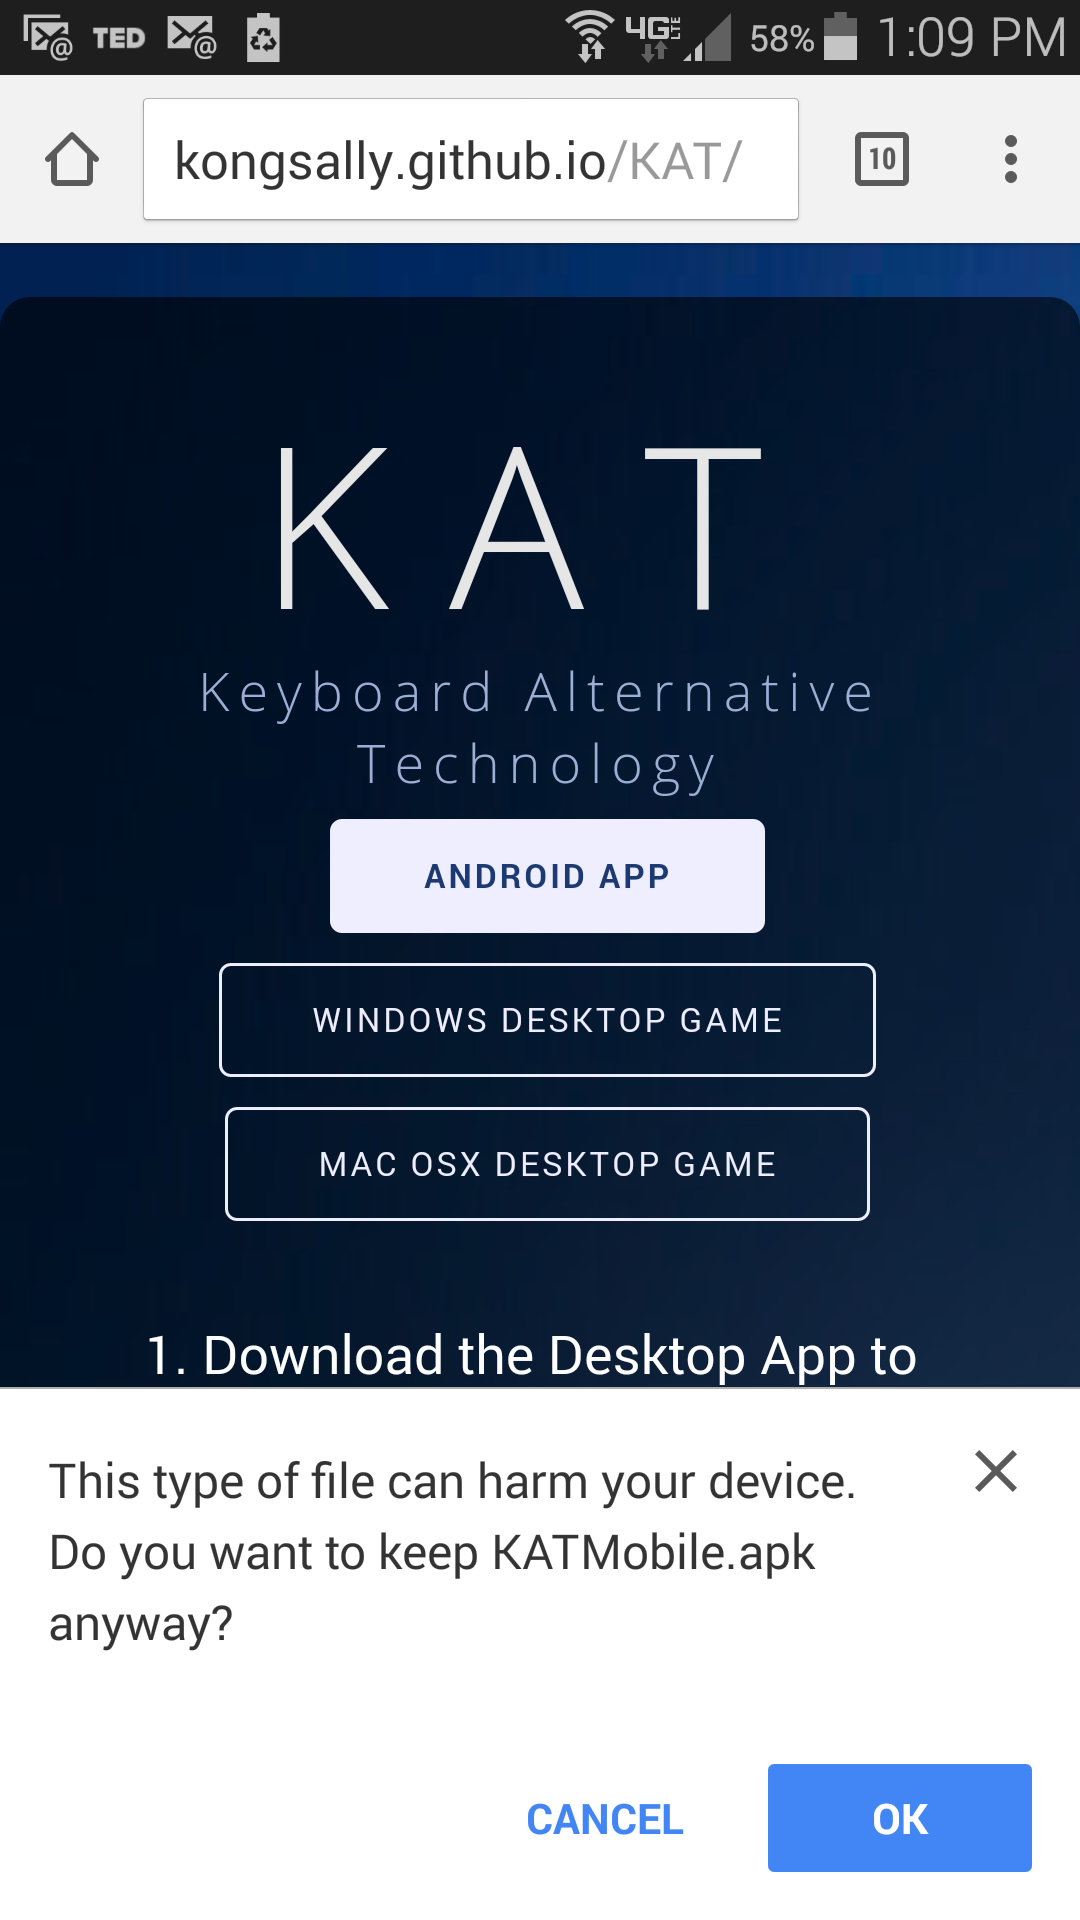 TED 4G LTE 58% 1:09 PM
kongsally.github.io/KAT/ 10
KAT
Keyboard Alternative
Technology
ANDROID APP
WINDOWS DESKTOP GAME
MAC OSX DESKTOP GAME
1. Download the Desktop App to
This type of file can harm your device.
Do you want to keep KATMobile.apk
anyway?
CANCEL OK